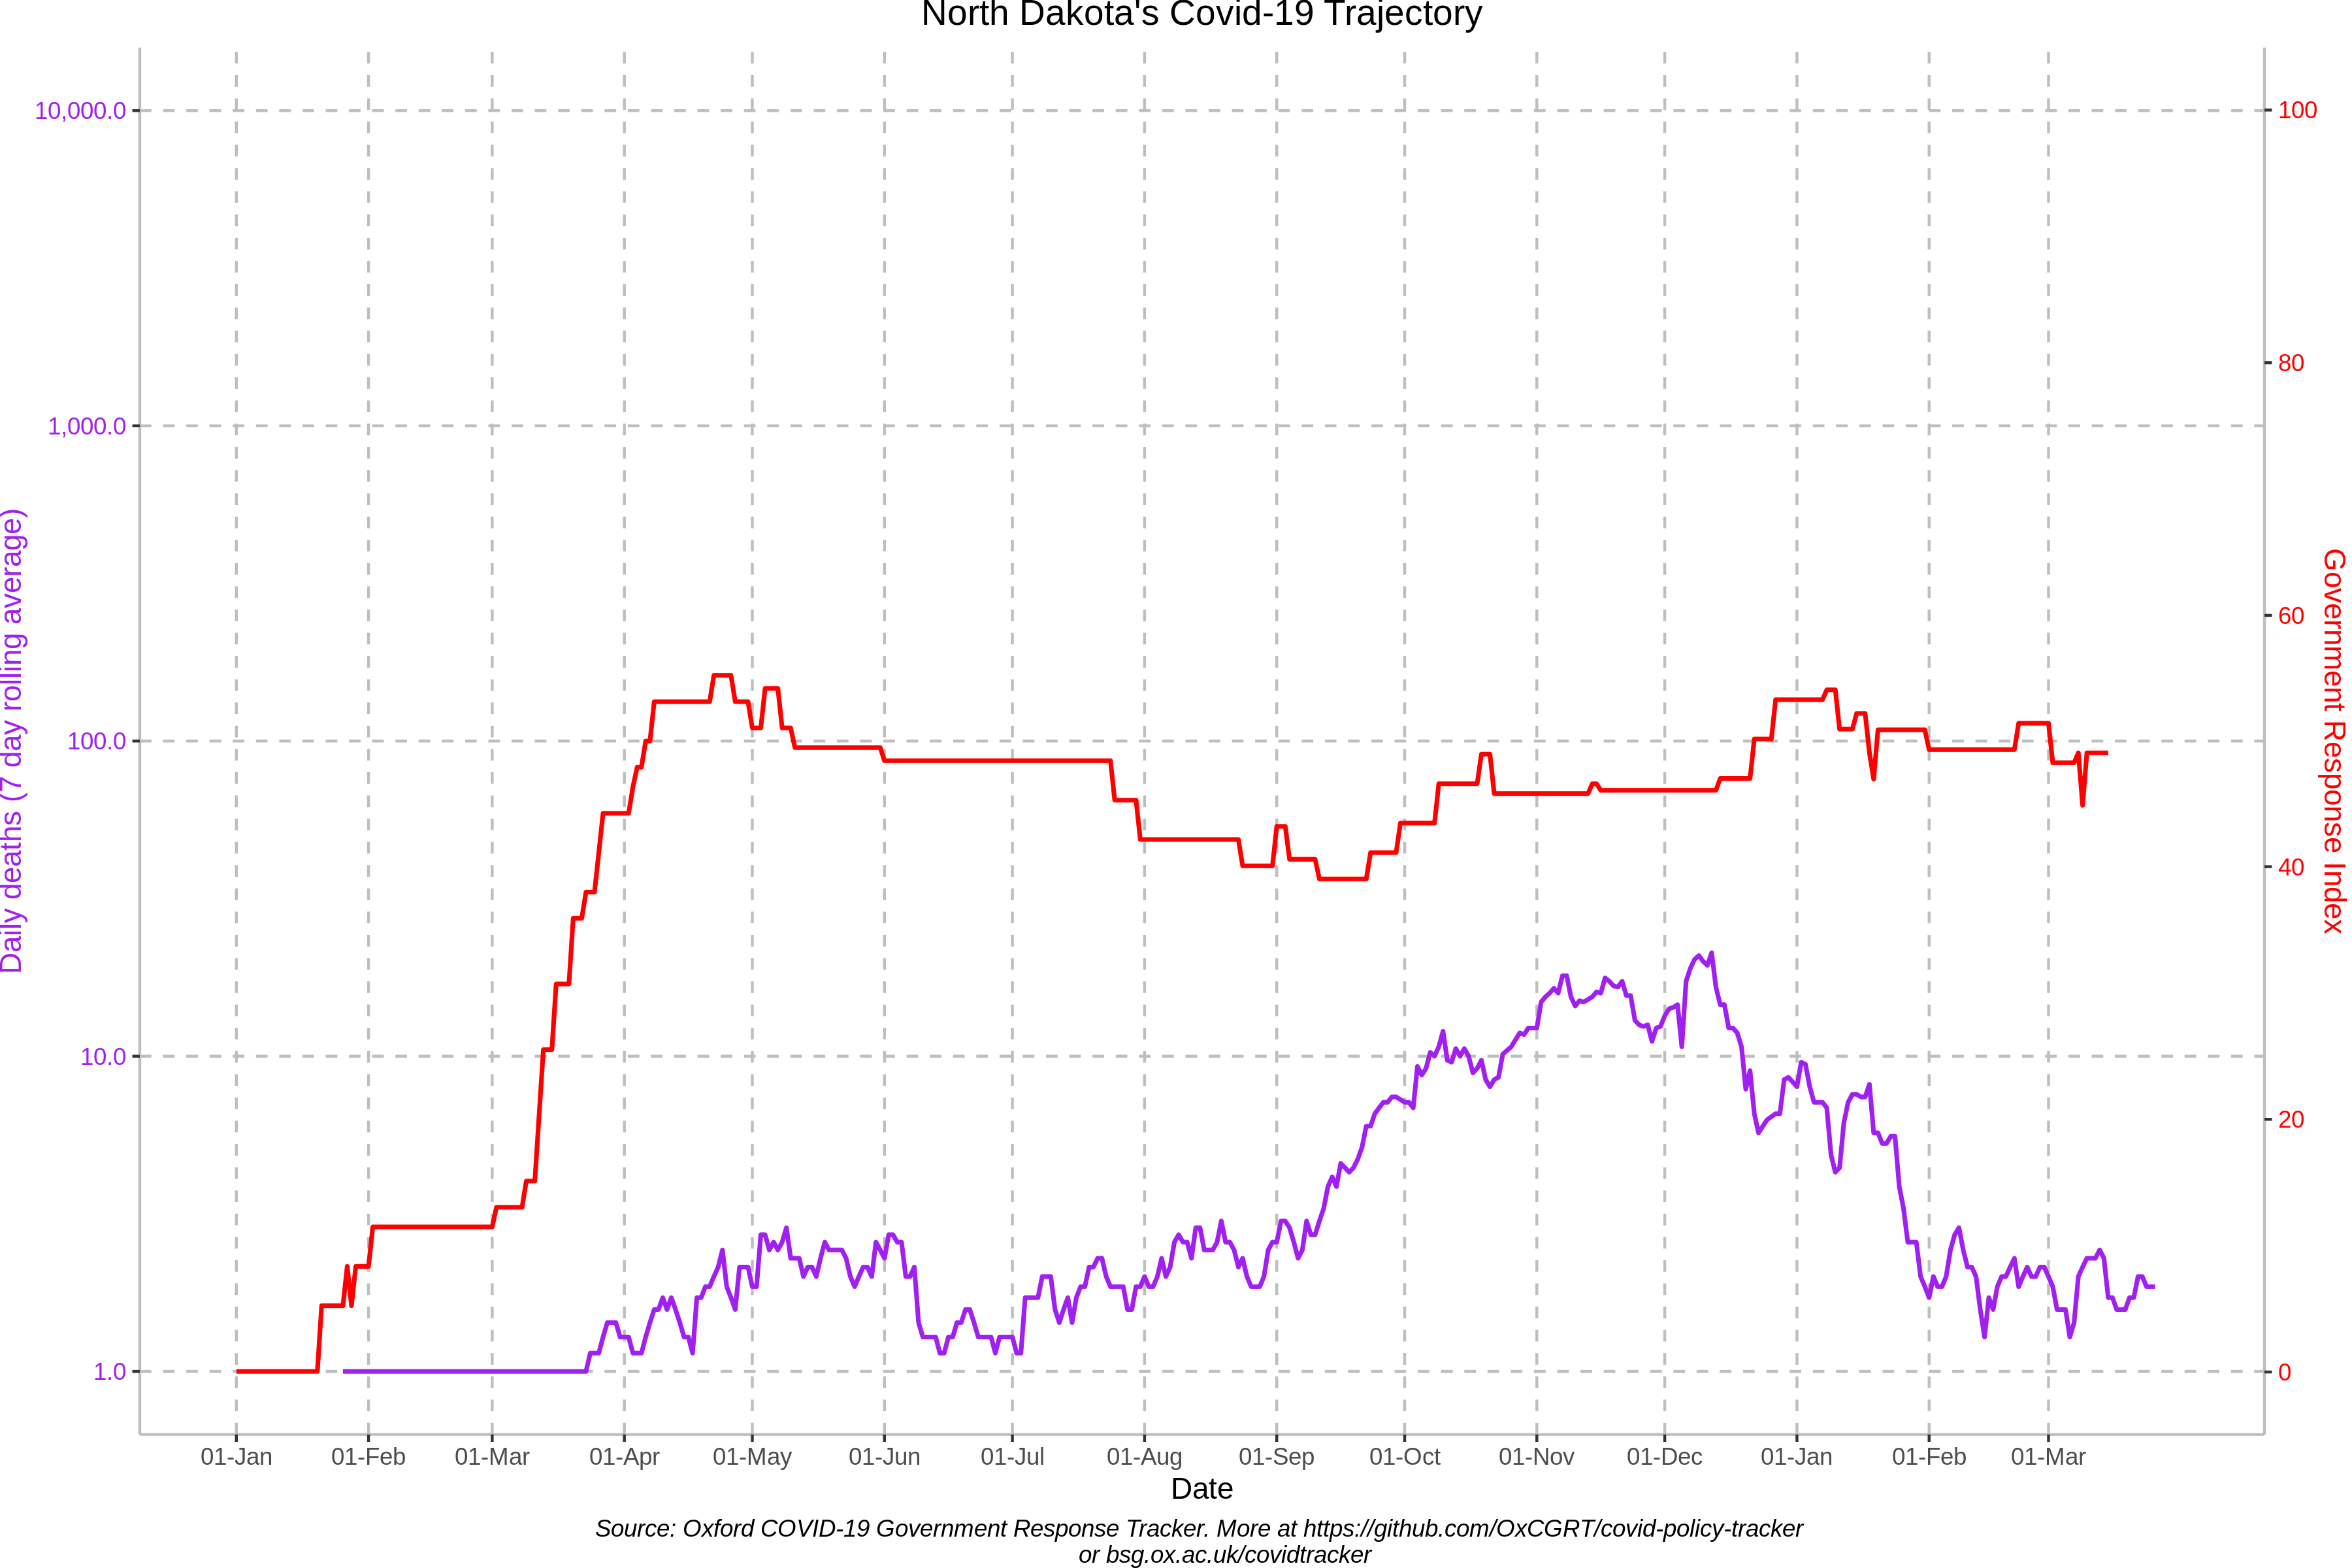 North Dakota's Covid-19 Trajectory
10,000.0
1,000.0
100.0
10.0
1.0
Daily deaths (7 day rolling average)
100
80
60
40
20
0
Government Response Index
01-Jan 01-Feb 01-Mar 01-Apr 01-May 01-Jun 01-Jul 01-Aug 01-Sep 01-Oct 01-Nov 01-Dec 01-Jan 01-Feb 01-Mar
Date
Source: Oxford COVID-19 Government Response Tracker. More at https://github.com/OxCGRT/covid-policy-tracker
or bsg.ox.ac.uk/covidtracker